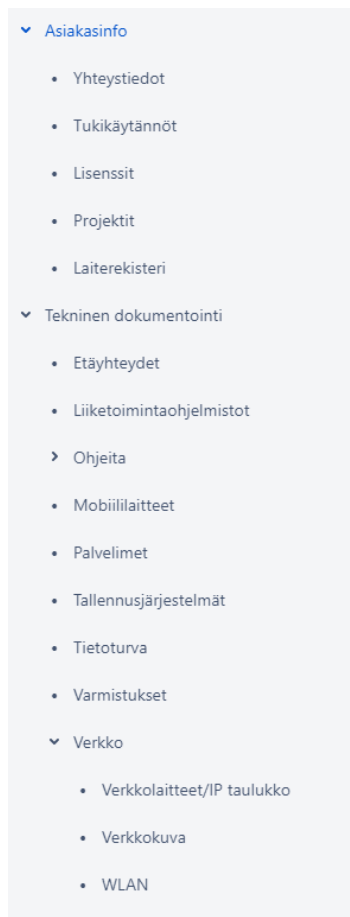 Asiakasinfo
Yhteystiedot
Tukikäytännöt
Lisenssit
Projektit
Laiterekisteri
Tekninen dokumentointi
Etäyhteydet
Liiketoimintaohjelmistot
Ohjeita
Mobiililaitteet
Palvelimet
Tallennusjärjestelmät
Tietoturva
Varmistukset
Verkko
Verkkolaitteet/IP taulukko
Verkkokuva
WLAN